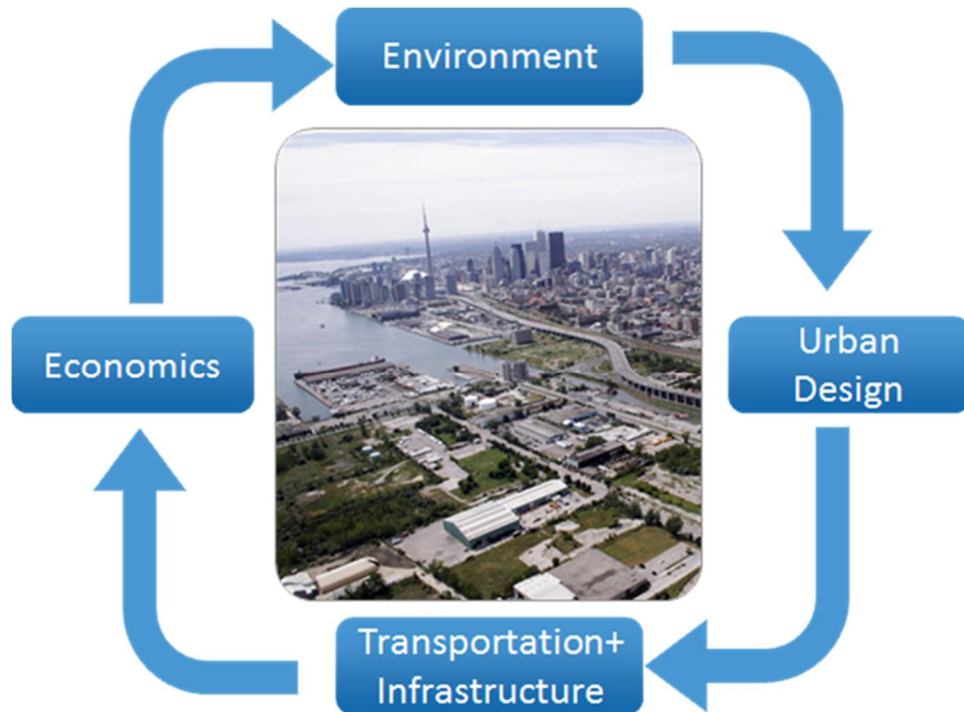 Environment
Economics
Urban
Design
Transportation+
Infrastructure